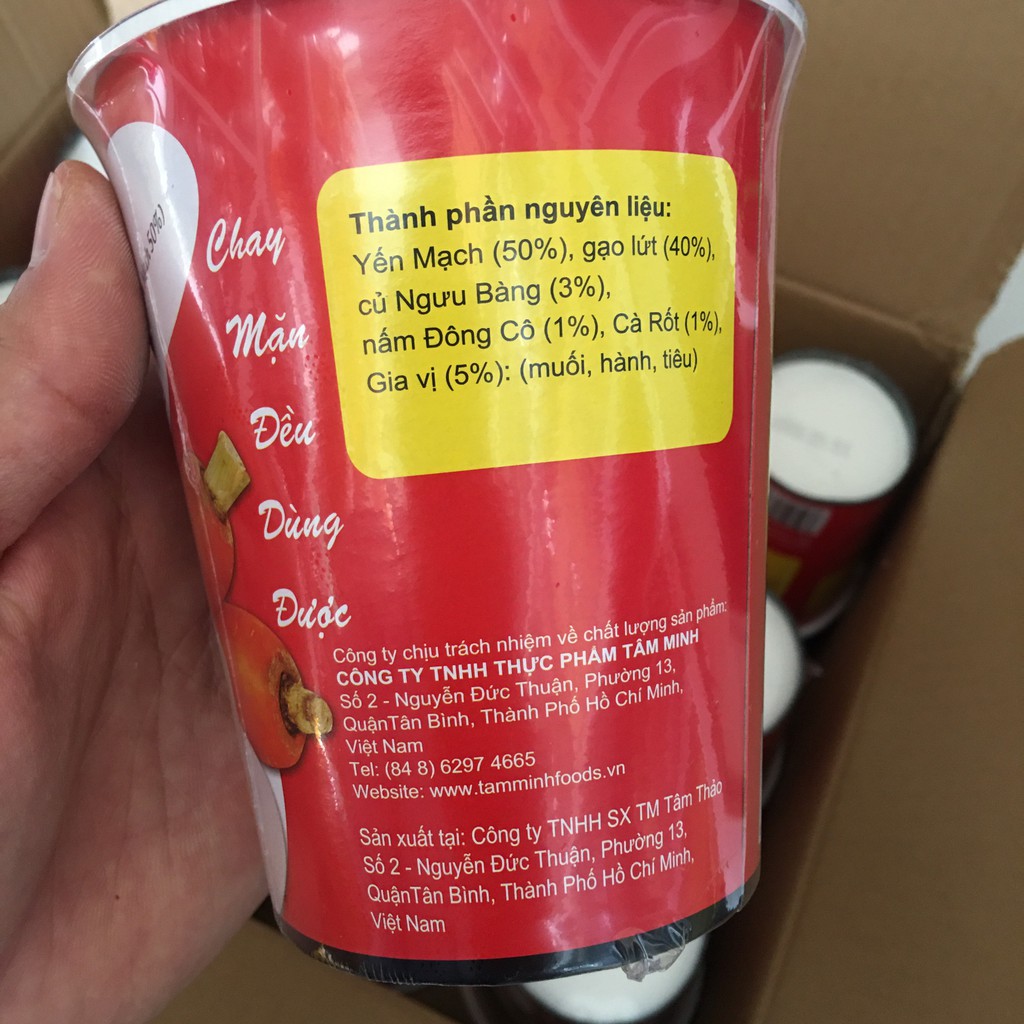 50%)
Chay
Mặn
Đều
Dùng
Được
Thành phần nguyên liệu:
Yến Mạch (50%), gạo lứt (40%),
củ Ngưu Bàng (3%),
nấm Đông Cô (1%), Cà Rốt (1%),
Gia vị (5%): (muối, hành, tiêu)
Công ty chịu trách nhiệm về chất lượng sản phẩm:
CÔNG TY TNHH THỰC PHẨM TÂM MINH
Số 2 - Nguyễn Đức Thuận, Phường 13,
QuậnTân Bình, Thành Phố Hồ Chí Minh,
Việt Nam
Tel: (84 8) 6297 4665
Website: www.tamminhfoods.vn
Sản xuất tại: Công ty TNHH SX TM Tâm Thảo
Số 2 - Nguyễn Đức Thuận, Phường 13,
QuậnTân Bình, Thành Phố Hồ Chí Minh,
Việt Nam